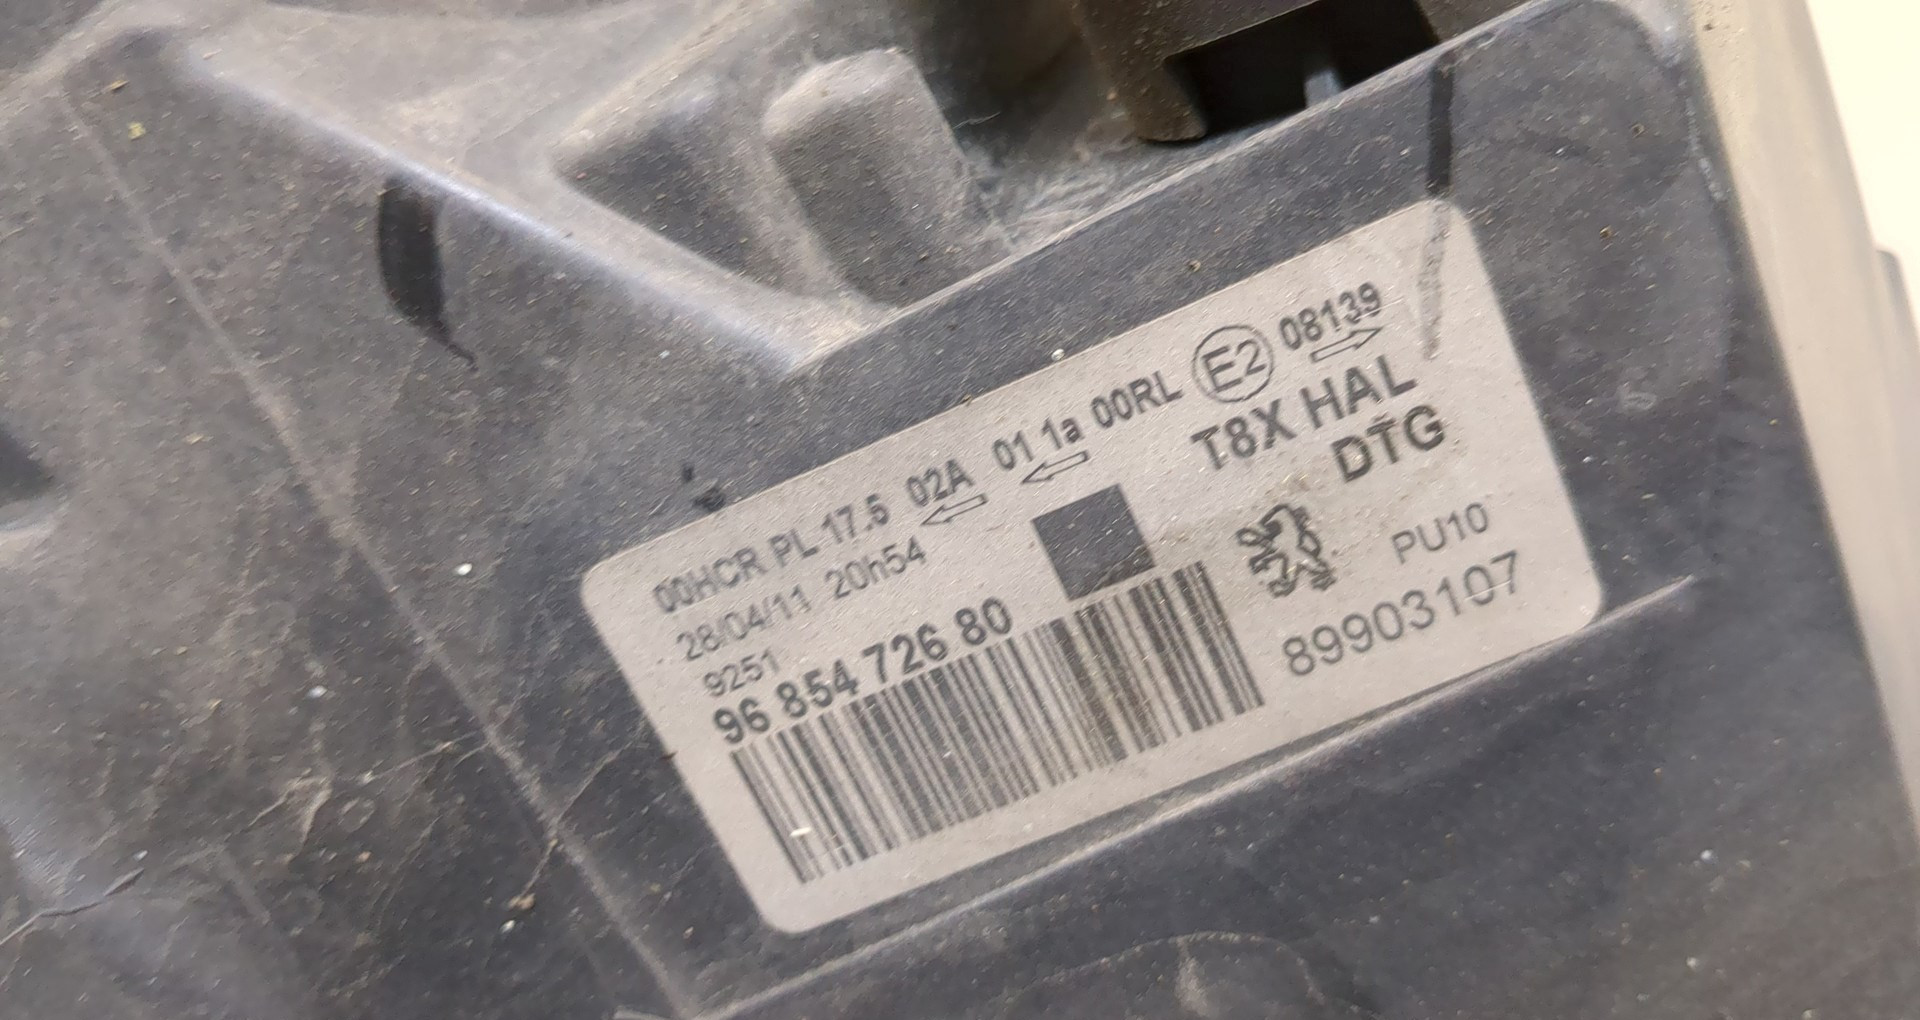 00HCR PL 17.5 02A 01 1a 00RL E2 08139
28/04/11 20h54
T8X HAL
DTG
9251
96 854 726 80
PU10
89903107